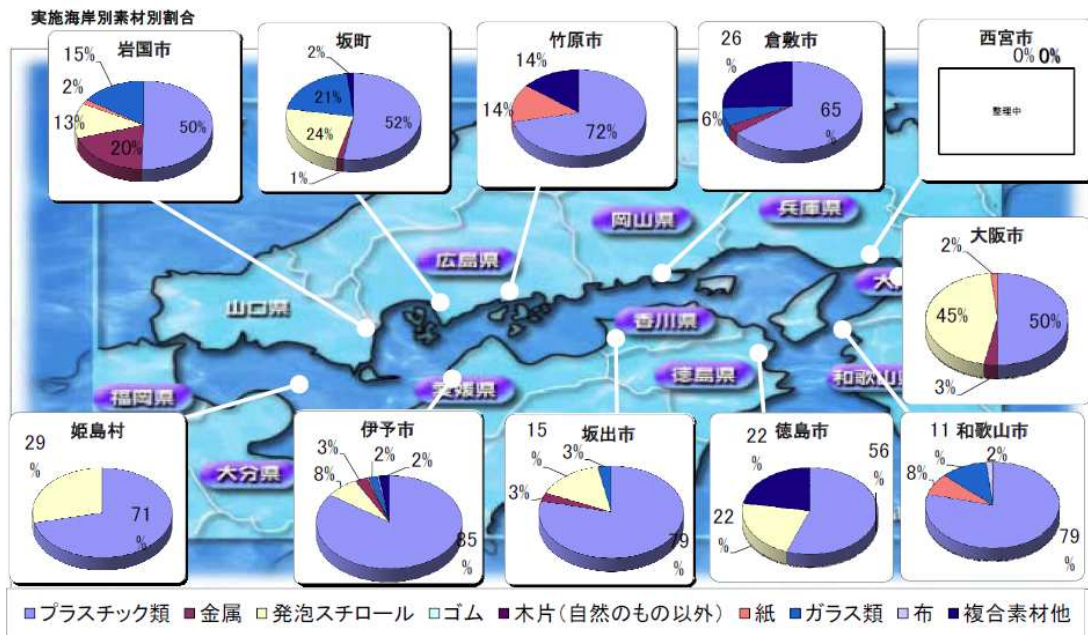 実施海岸別素材別割合
岩国市
15%
2%
13%
20%
50%
坂町
2%
21%
24%
1%
52%
竹原市
14%
14%
72%
倉敷市
26
%
6%
65
%
西宮市
0% 0%
整理中
岡山県
兵庫県
広島県
山口県
香川県
徳島県
愛媛県
福岡県
大分県
和歌山県
大阪市
2%
45%
50%
3%
姫島村
29
%
71
%
伊予市
3%
2%
2%
8%
85
%
坂出市
15
%
3%
3%
79
%
徳島市
22
%
56
%
22
%
和歌山市
11
%
2%
8%
79
%
プラスチック類 金属 発泡スチロール ゴム 木片(自然のもの以外) 紙 ガラス類 布 複合素材他